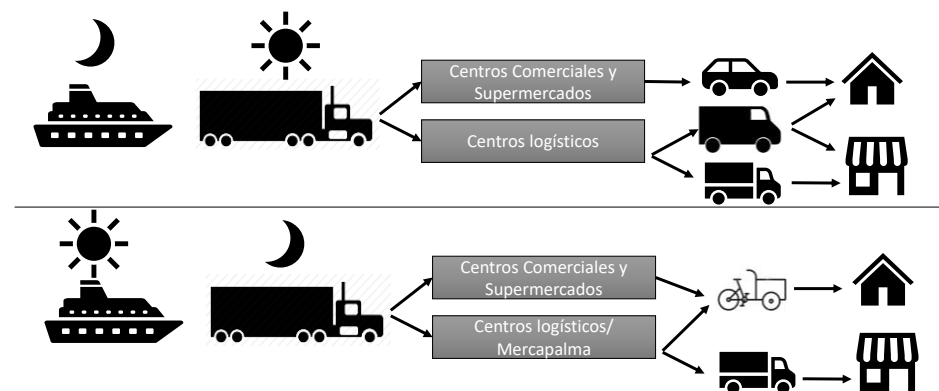 Centros Comerciales y
Supermercados
Centros logísticos
Centros Comerciales y
Supermercados
Centros logísticos/
Mercapalma